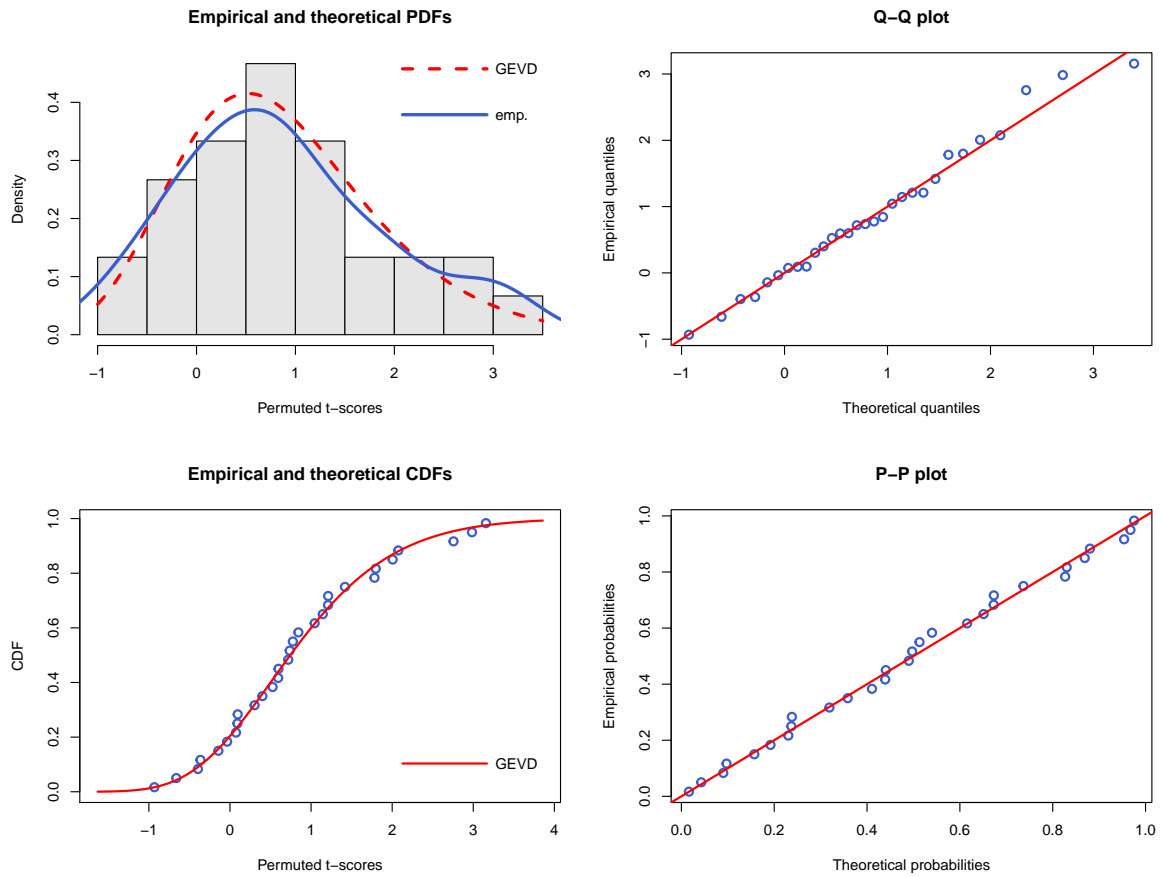 Empirical and theoretical PDFs
GEVD
emp.
Density
0.0 0.1 0.2 0.3 0.4
−1 0 1 2 3
Permuted t−scores
Q−Q plot
Empirical quantiles
−1 0 1 2 3
−1 0 1 2 3
Theoretical quantiles
Empirical and theoretical CDFs
CDF
0.0 0.2 0.4 0.6 0.8 1.0
GEVD
−1 0 1 2 3 4
Permuted t−scores
P−P plot
Empirical probabilities
0.0 0.2 0.4 0.6 0.8 1.0
0.0 0.2 0.4 0.6 0.8 1.0
Theoretical probabilities